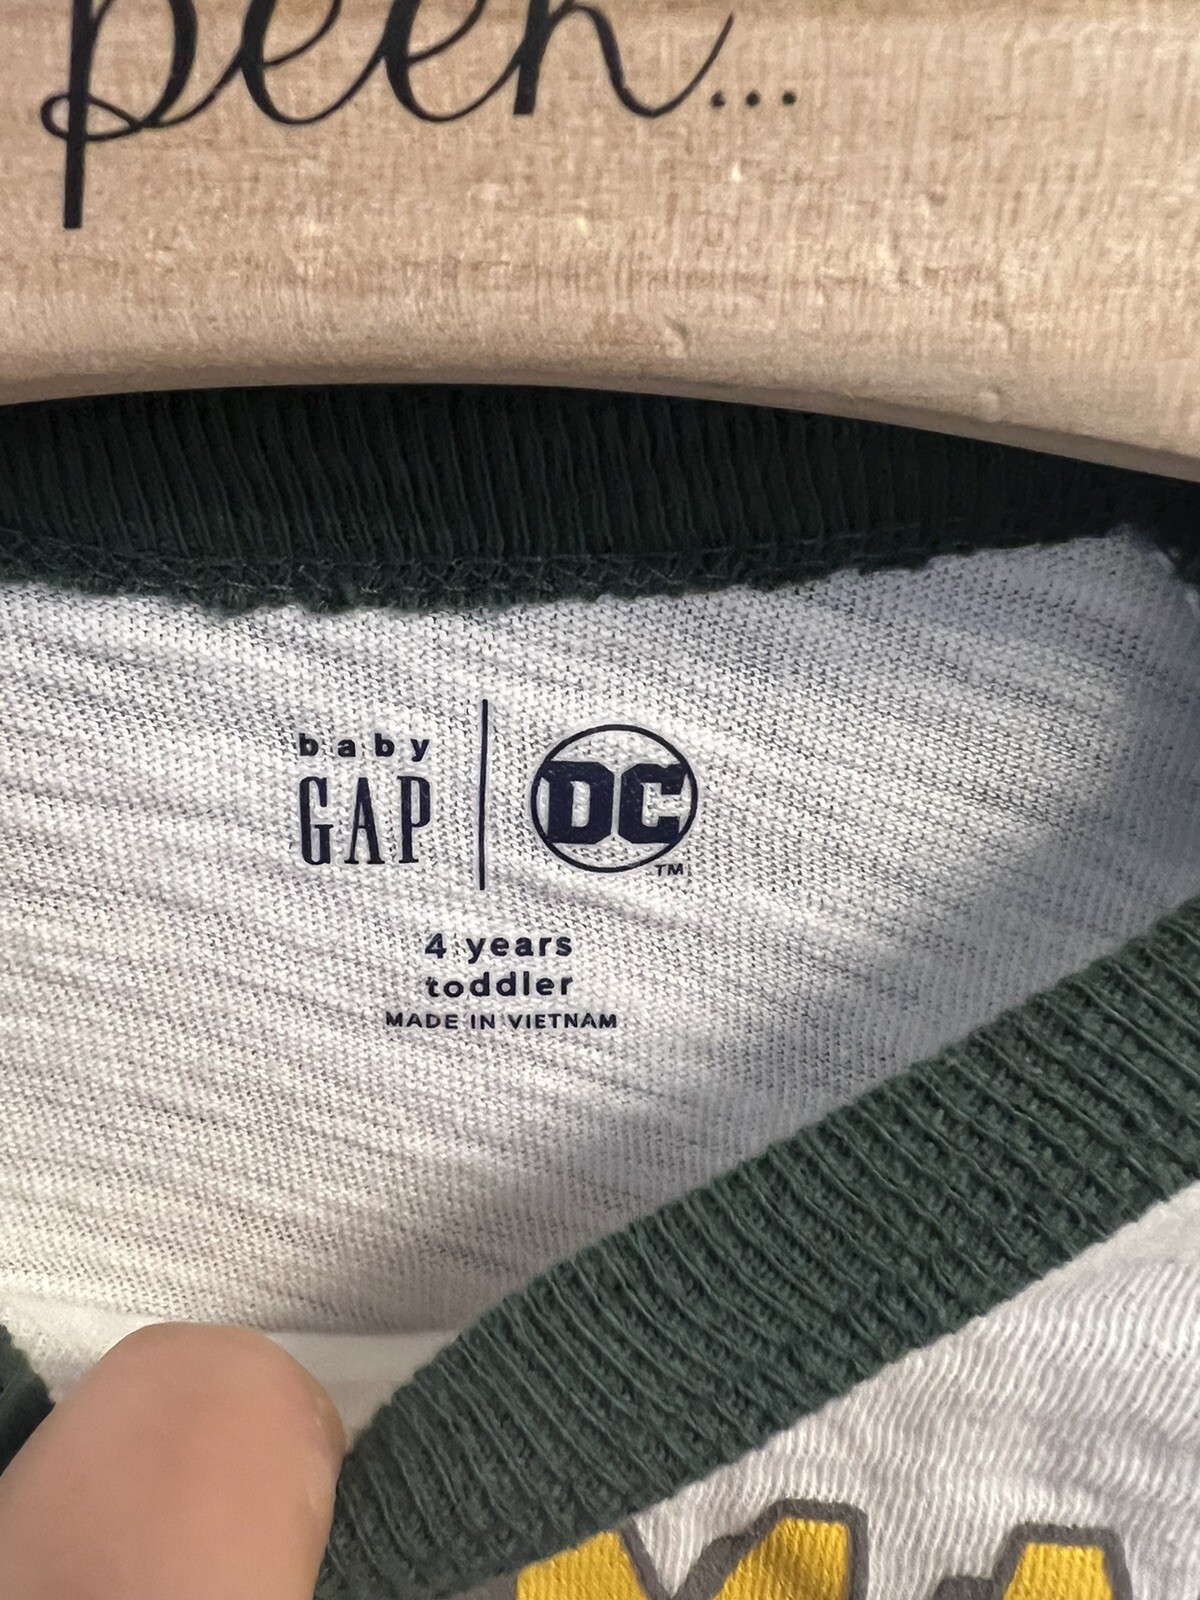 peek...
baby
GAP
DC
TM
4 years
toddler
MADE IN VIETNAM